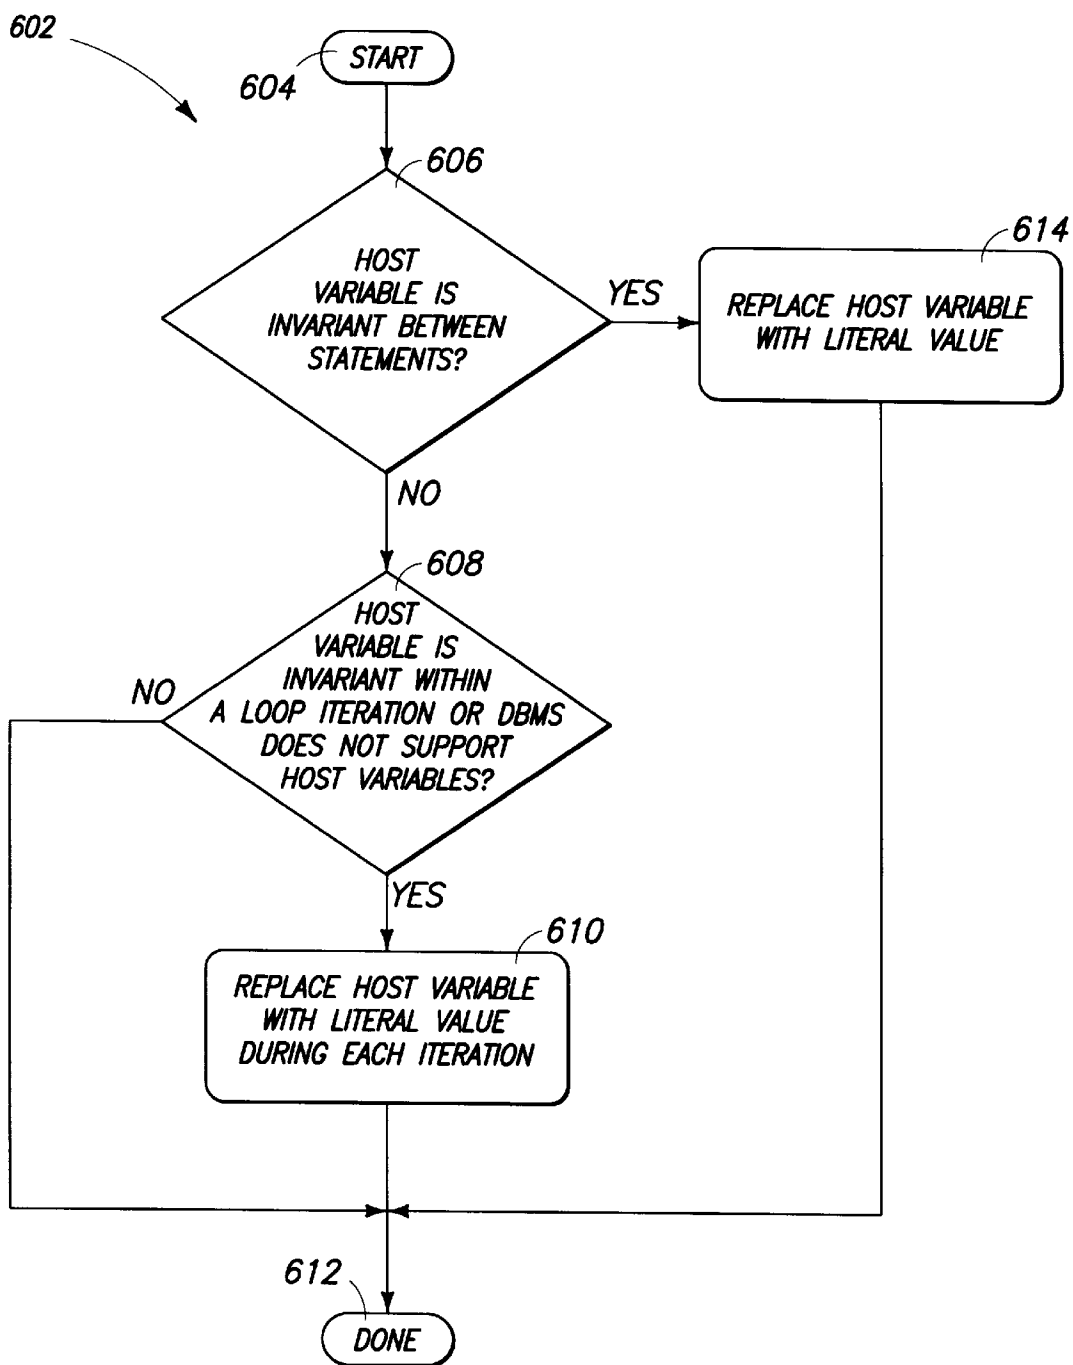 602
START
604
606
HOST
VARIABLE IS
INVARIANT BETWEEN
STATEMENTS?
YES
614
REPLACE HOST VARIABLE
WITH LITERAL VALUE
NO
608
HOST
VARIABLE IS
INVARIANT WITHIN
A LOOP ITERATION OR DBMS
DOES NOT SUPPORT
HOST VARIABLES?
NO
YES
610
REPLACE HOST VARIABLE
WITH LITERAL VALUE
DURING EACH ITERATION
612
DONE